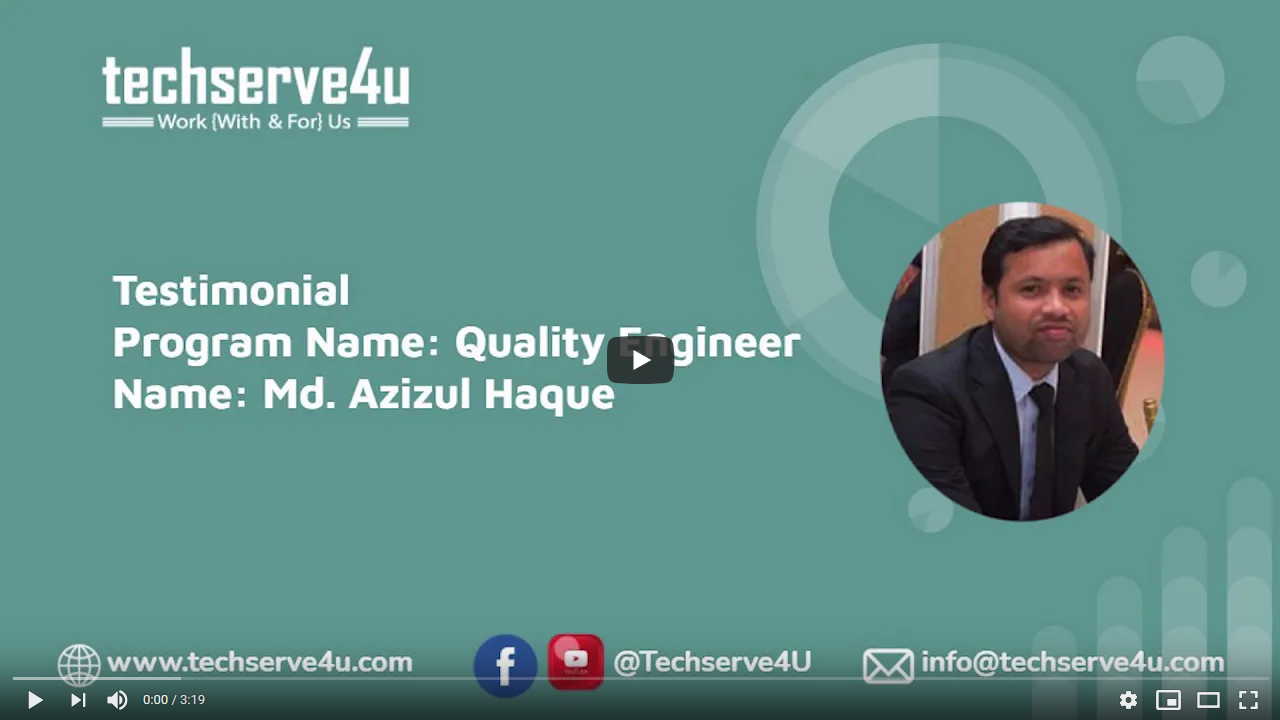 techserve4u
Work {With & For} Us
Testimonial
Program Name: Quality Engineer
Name: Md. Azizul Haque
www.techserve4u.com
f
YouTube
@Techserve4U
info@techserve4u.com
0:00 / 3:19